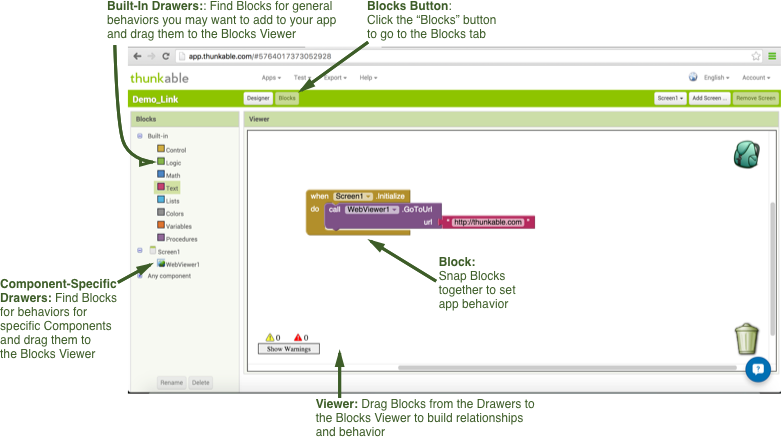 Built-In Drawers:: Find Blocks for general
behaviors you may want to add to your app
and drag them to the Blocks Viewer
Blocks Button:
Click the “Blocks” button
to go to the Blocks tab
app.thunkable.com/#5764017373052928
thunkable
Apps Test Export Help
English Account
Demo_Link
Designer Blocks
Screen1 Add Screen ... Remove Screen
Blocks
Viewer
Built-in
Control
Logic
Math
Text
Lists
Colors
Variables
Procedures
Screen1
WebViewer1
Any component
when Screen1 .Initialize
do call WebViewer1 .GoToUrl
url " http://thunkable.com "
Component-Specific
Drawers: Find Blocks
for behaviors for
specific Components
and drag them to
the Blocks Viewer
Block:
Snap Blocks
together to set
app behavior
0 0
Show Warnings
Rename Delete
?
Viewer: Drag Blocks from the Drawers to
the Blocks Viewer to build relationships
and behavior